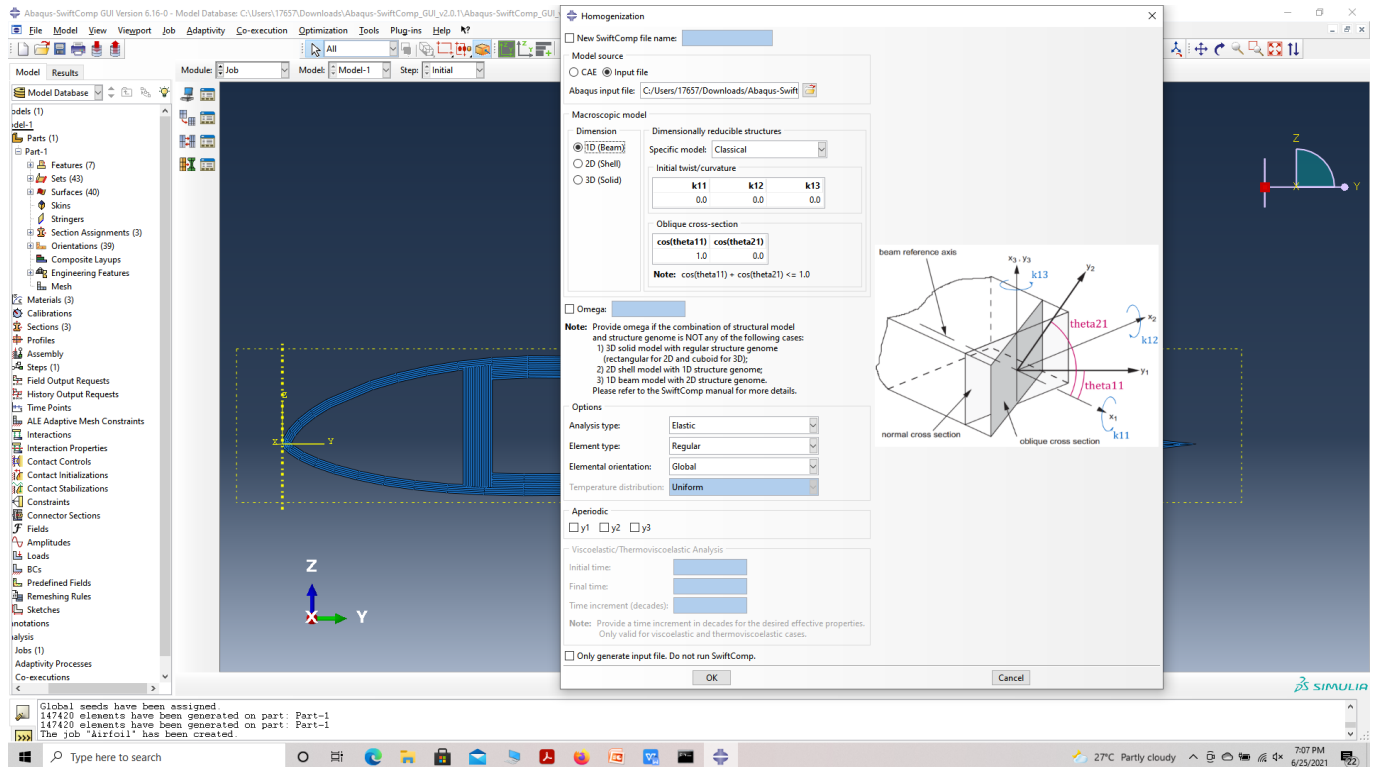 Abaqus-SwiftComp GUI Version 6.16-0 - Model Database: C:\Users\17657\Downloads\Abaqus-SwiftComp_GUI_v2.0.1\Abaqus-SwiftComp_GUI_
File Model View Viewport Job Adaptivity Co-execution Optimization Tools Plug-ins Help
All
Model Results
Module: Job Model: Model-1 Step: Initial
Model Database
odels (1)
del-1
Parts (1)
Part-1
Features (7)
Sets (43)
Surfaces (40)
Skins
Stringers
Section Assignments (3)
Orientations (39)
Composite Layups
Engineering Features
Mesh
Materials (3)
Calibrations
Sections (3)
Profiles
Assembly
Steps (1)
Field Output Requests
History Output Requests
Time Points
ALE Adaptive Mesh Constraints
Interactions
Interaction Properties
Contact Controls
Contact Initializations
Contact Stabilizations
Constraints
Connector Sections
Fields
Amplitudes
Loads
BCs
Predefined Fields
Remeshing Rules
Sketches
nnotations
alysis
Jobs (1)
Adaptivity Processes
Co-executions
Z
X Y
Z
X Y
Z
X Y
Homogenization
New SwiftComp file name:
Model source
CAE Input file
Abaqus input file: C:/Users/17657/Downloads/Abaqus-Swift
Macroscopic model
Dimension
1D (Beam)
2D (Shell)
3D (Solid)
Dimensionally reducible structures
Specific model: Classical
Initial twist/curvature
k11 k12 k13
0.0 0.0 0.0
Oblique cross-section
cos(theta11) cos(theta21)
1.0 0.0
Note: cos(theta11) + cos(theta21) <= 1.0
Omega:
Note: Provide omega if the combination of structural model
and structure genome is NOT any of the following cases:
1) 3D solid model with regular structure genome
(rectangular for 2D and cuboid for 3D);
2) 2D shell model with 1D structure genome;
3) 1D beam model with 2D structure genome.
Please refer to the SwiftComp manual for more details.
Options
Analysis type: Elastic
Element type: Regular
Elemental orientation: Global
Temperature distribution: Uniform
Aperiodic
y1 y2 y3
Viscoelastic/Thermoviscoelastic Analysis
Initial time:
Final time:
Time increment (decades):
Note: Provide a time increment in decades for the desired effective properties.
Only valid for viscoelastic and thermoviscoelastic cases.
Only generate input file. Do not run SwiftComp.
OK Cancel
beam reference axis
x3 , y3
k13
y2
theta21
x2
k12
y1
theta11
x1
k11
normal cross section
oblique cross section
SIMULIA
Global seeds have been assigned.
147420 elements have been generated on part: Part-1
147420 elements have been generated on part: Part-1
The job "Airfoil" has been created.
Type here to search
27°C Partly cloudy
7:07 PM
6/25/2021
22